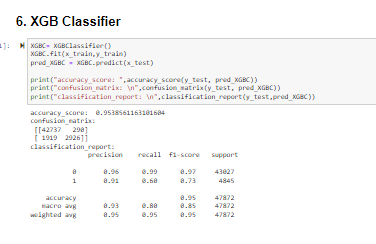 6. XGB Classifier
]:
XGBC= XGBClassifier()
XGBC.fit(x_train,y_train)
pred_XGBC = XGBC.predict(x_test)
print("accuracy_score: ",accuracy_score(y_test, pred_XGBC))
print("confusion_matrix: \n",confusion_matrix(y_test, pred_XGBC))
print("classification_report: \n",classification_report(y_test,pred_XGBC))
accuracy_score: 0.9538561163101604
confusion_matrix:
[[42737 290]
[ 1919 2926]]
classification_report:
precision recall f1-score support
0 0.96 0.99 0.97 43027
1 0.91 0.60 0.73 4845
accuracy 0.95 47872
macro avg 0.93 0.80 0.85 47872
weighted avg 0.95 0.95 0.95 47872